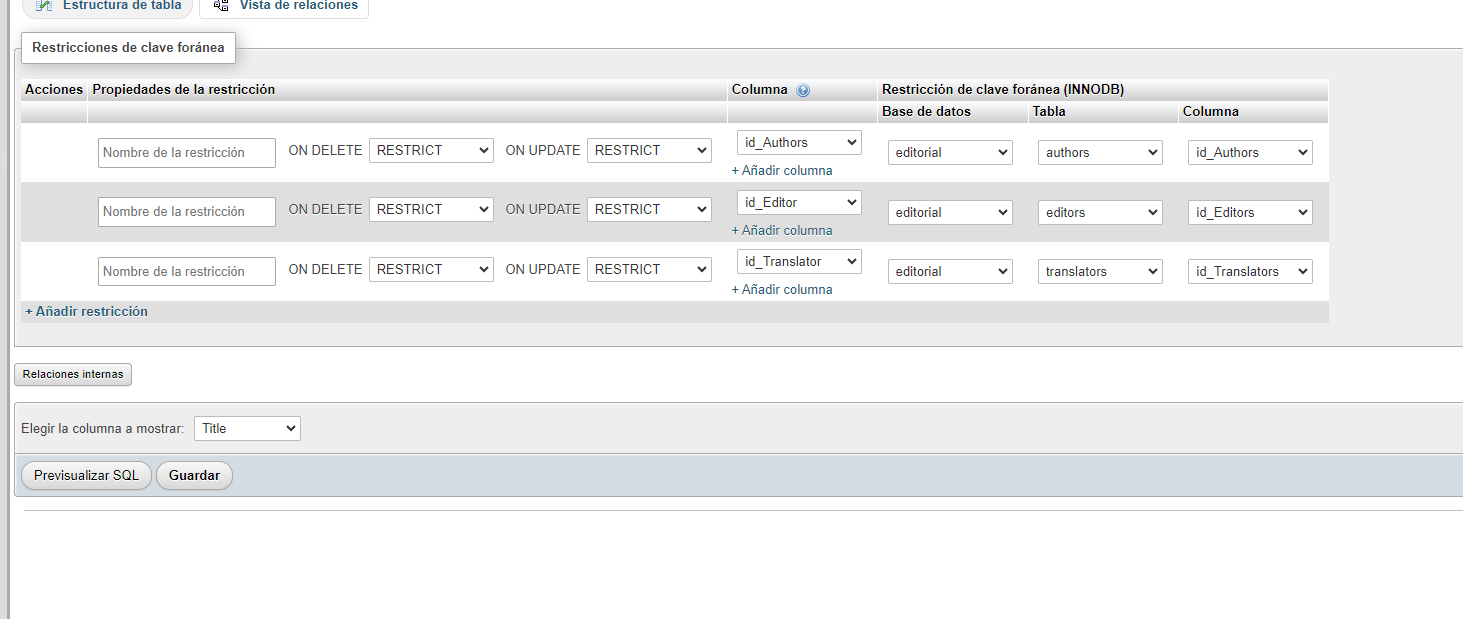 Estructura de tabla Vista de relaciones
Restricciones de clave foránea
Acciones Propiedades de la restricción Columna Restricción de clave foránea (INNODB)
Base de datos Tabla Columna
Nombre de la restricción ON DELETE RESTRICT ON UPDATE RESTRICT id_Authors editorial authors id_Authors
+ Añadir columna
Nombre de la restricción ON DELETE RESTRICT ON UPDATE RESTRICT id_Editor editorial editors id_Editors
+ Añadir columna
Nombre de la restricción ON DELETE RESTRICT ON UPDATE RESTRICT id_Translator editorial translators id_Translators
+ Añadir columna
+ Añadir restricción
Relaciones internas
Elegir la columna a mostrar: Title
Previsualizar SQL Guardar